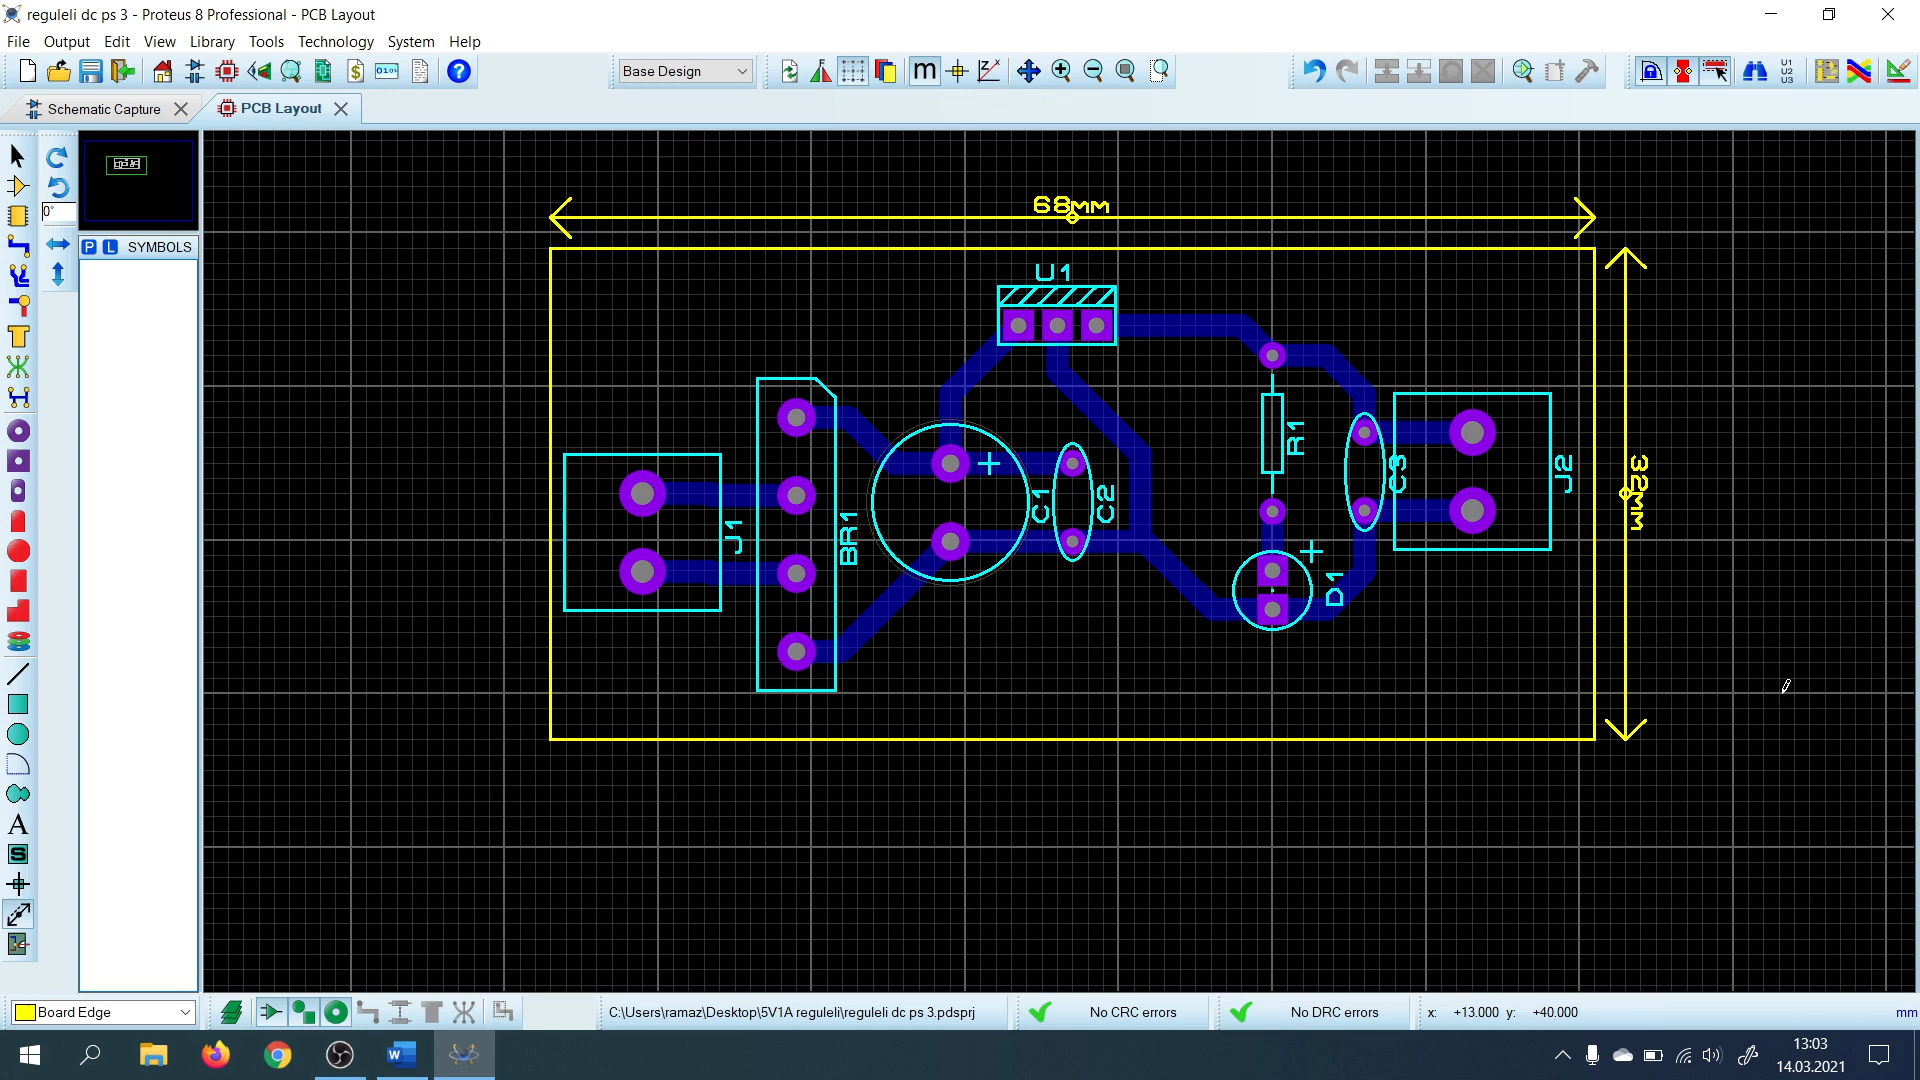 reguleli dc ps 3 - Proteus 8 Professional - PCB Layout
File Output Edit View Library Tools Technology System Help
Base Design
Schematic Capture
PCB Layout
0°
P L SYMBOLS
68mm
U1
R1
C3
J2
32mm
J1
BR1
C1
C2
D1
Board Edge
C:\Users\ramaz\Desktop\5V1A reguleli\reguleli dc ps 3.pdsprj
No CRC errors
No DRC errors
x: +13.000 y: +40.000
mm
13:03
14.03.2021